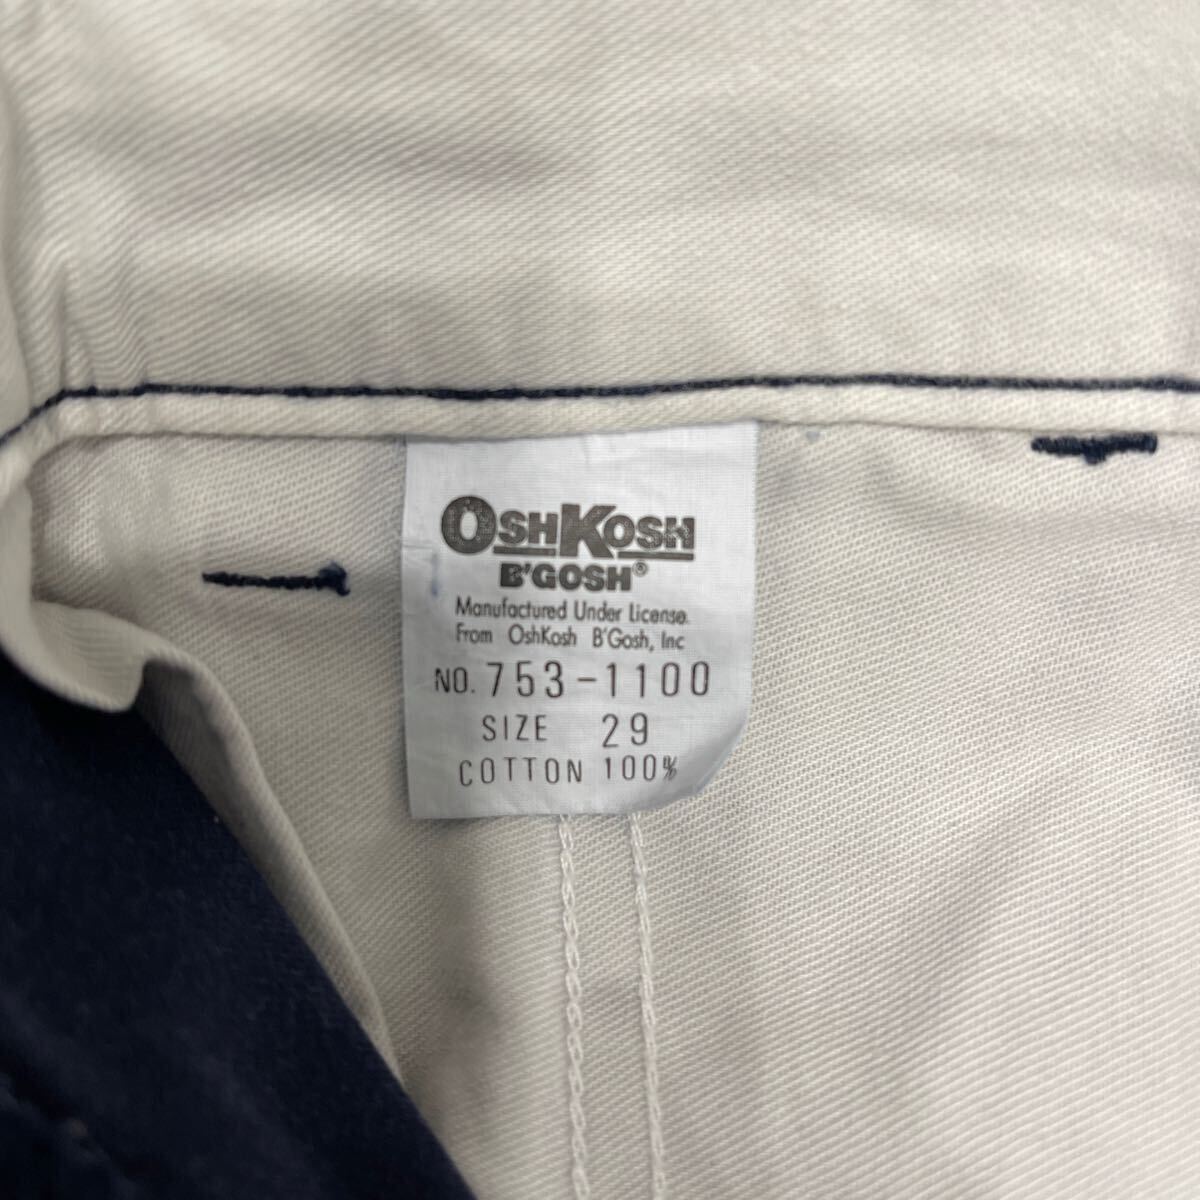 OSHKOSH
B'GOSH®
Manufactured Under License.
From OshKosh B'Gosh, Inc
NO. 753-1100
SIZE 29
COTTON 100%